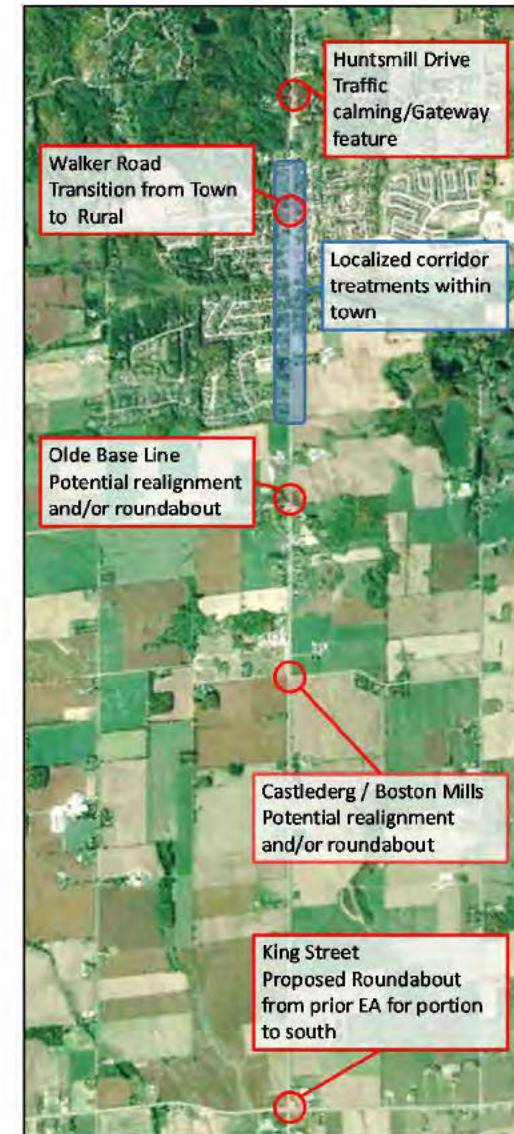 Huntsmill Drive
Traffic
calming/Gateway
feature
Walker Road
Transition from Town
to Rural
Localized corridor
treatments within
town
Olde Base Line
Potential realignment
and/or roundabout
Castlederg / Boston Mills
Potential realignment
and/or roundabout
King Street
Proposed Roundabout
from prior EA for portion
to south